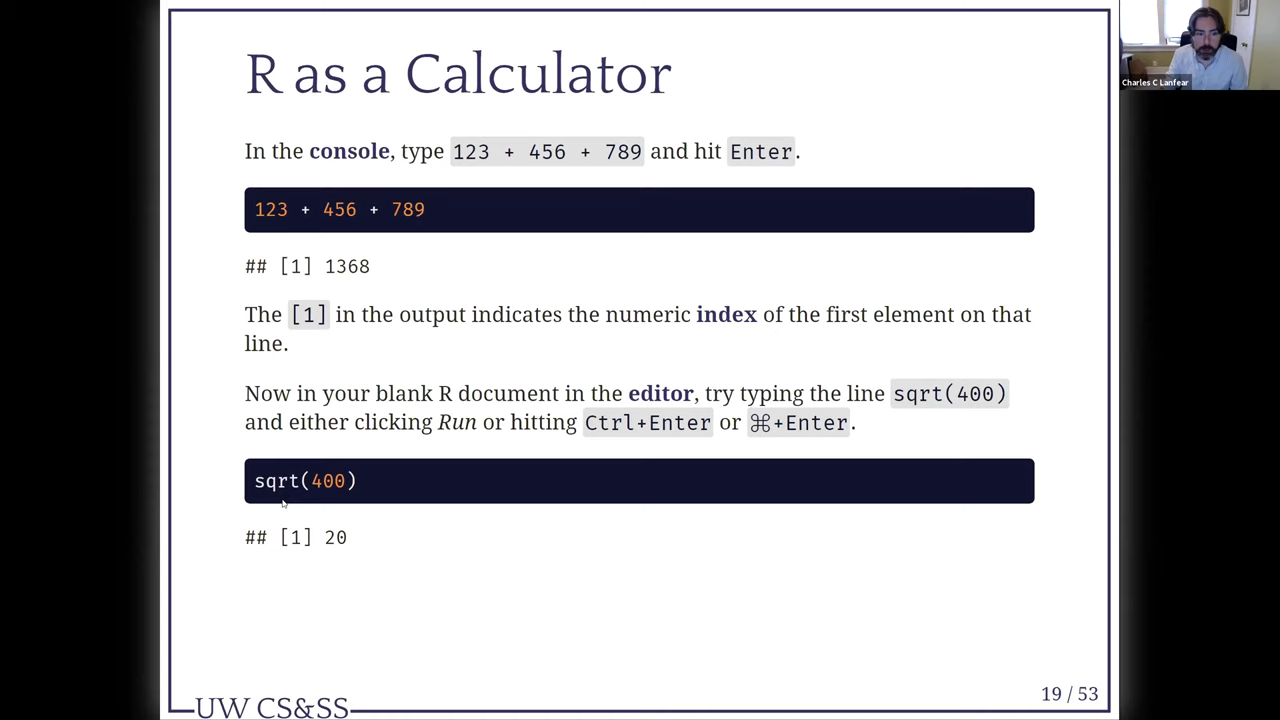 R as a Calculator
Charles C Lanfear
In the console, type 123 + 456 + 789 and hit Enter.
123 + 456 + 789
## [1] 1368
The [1] in the output indicates the numeric index of the first element on that
line.
Now in your blank R document in the editor, try typing the line sqrt(400)
and either clicking Run or hitting Ctrl+Enter or ⌘+Enter.
sqrt(400)
## [1] 20
19 / 53
UW CS&SS